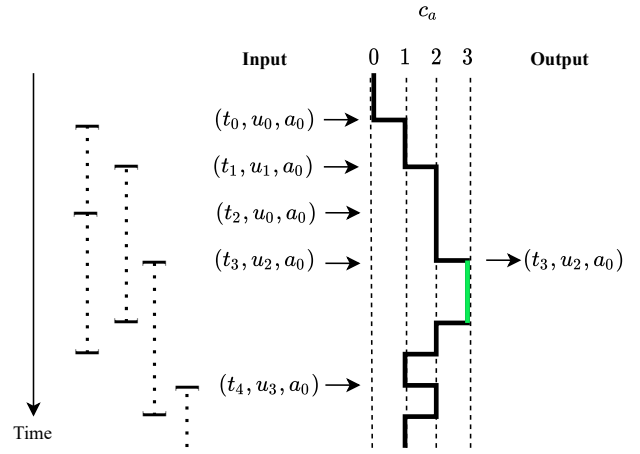 c_a
Input 0 1 2 3 Output
(t_0, u_0, a_0)
(t_1, u_1, a_0)
(t_2, u_0, a_0)
(t_3, u_2, a_0) (t_3, u_2, a_0)
(t_4, u_3, a_0)
Time